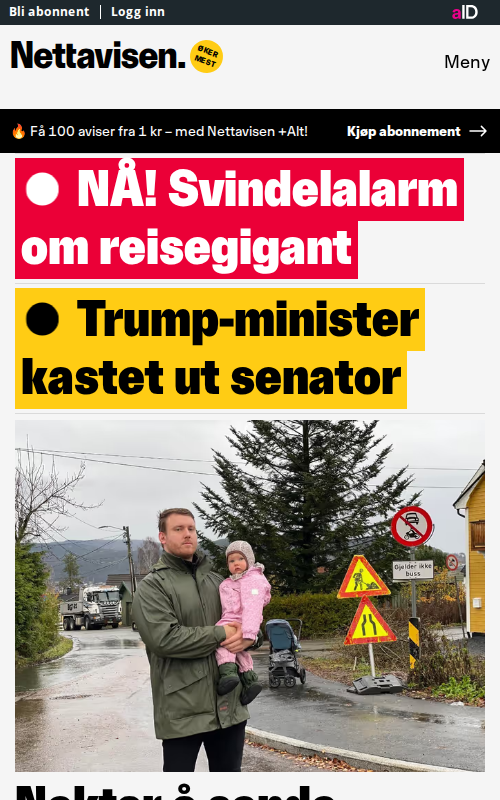 Bli abonnent
Logg inn
aID
Nettavisen.
ØKER
MEST
Meny
Få 100 aviser fra 1 kr – med Nettavisen +Alt!
Kjøp abonnement
NÅ! Svindelalarm
om reisegigant
Trump-minister
kastet ut senator
Gjelder ikke
buss